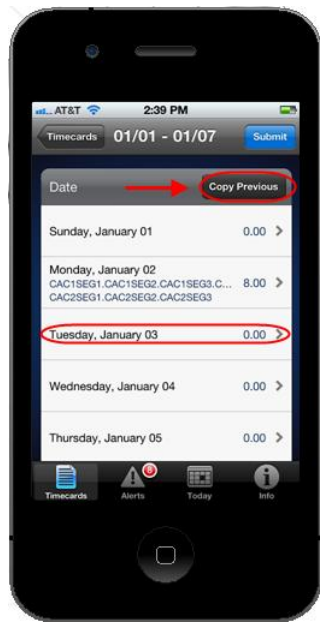 AT&T 2:39 PM
Timecards 01/01 - 01/07 Submit
Date Copy Previous
Sunday, January 01 0.00
Monday, January 02
CAC1SEG1.CAC1SEG2.CAC1SEG3.C... 8.00
CAC2SEG1.CAC2SEG2.CAC2SEG3
Tuesday, January 03 0.00
Wednesday, January 04 0.00
Thursday, January 05 0.00
8
Timecards Alerts Today Info